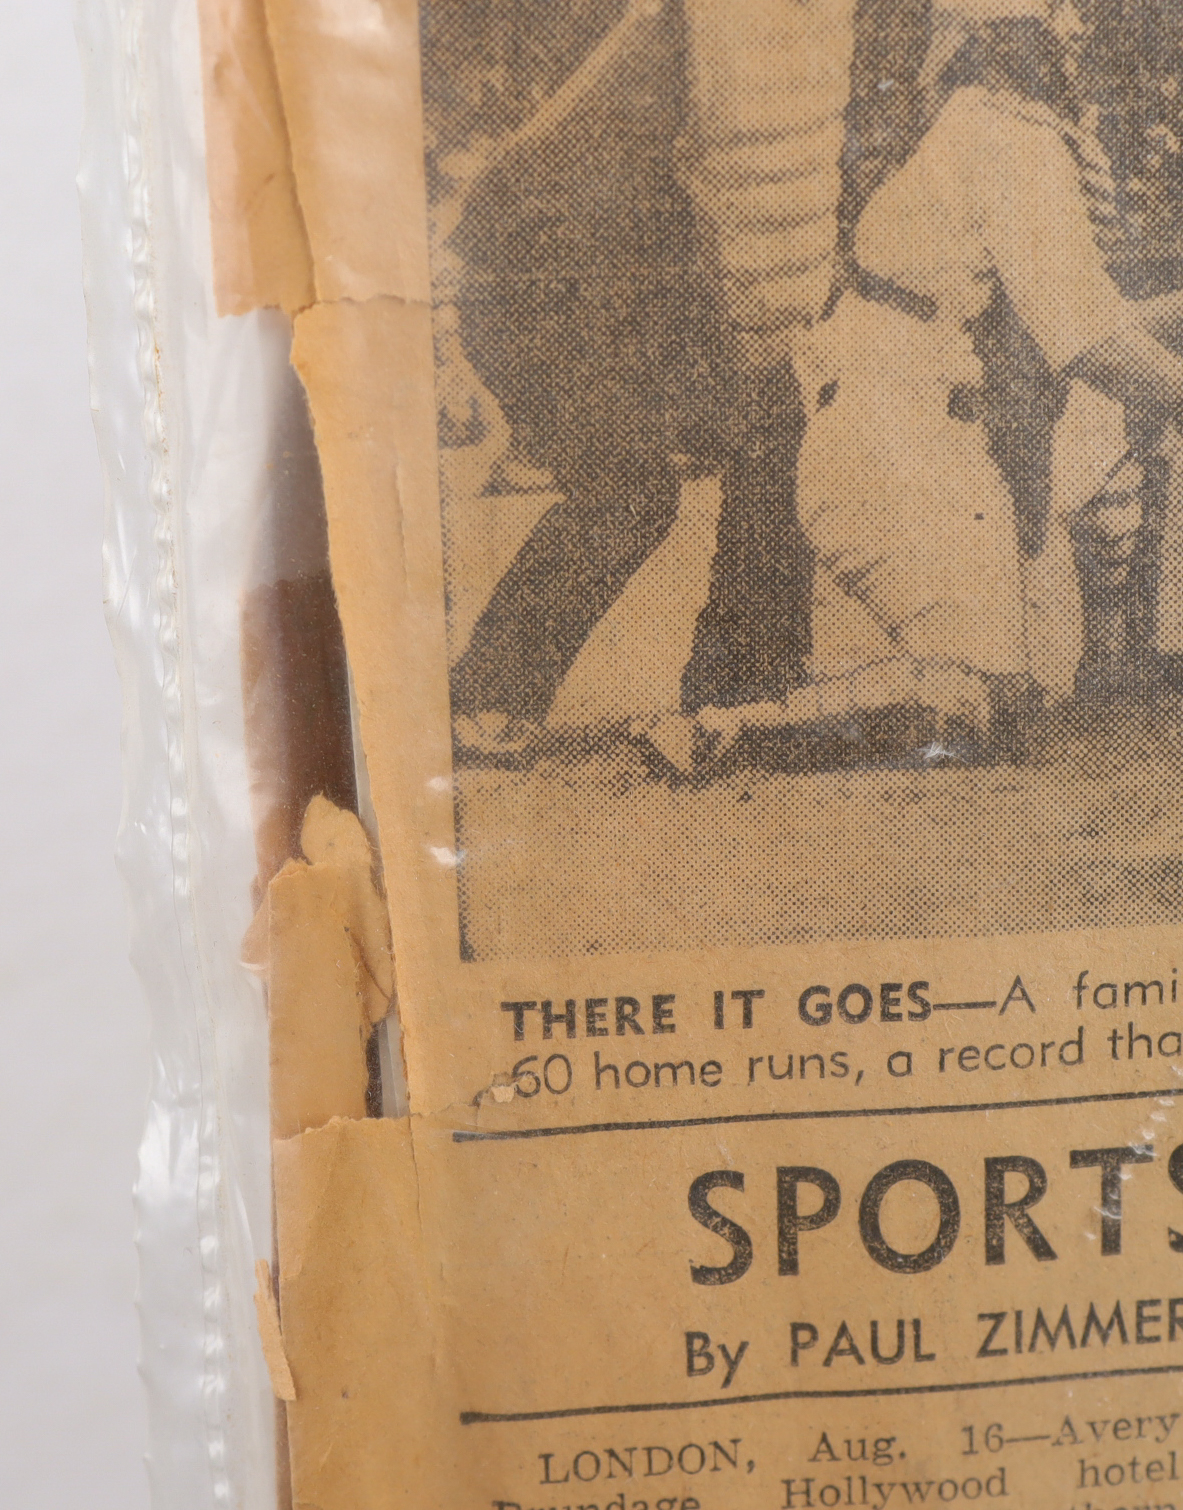 THERE IT GOES—A fami
60 home runs, a record tha
SPORTS
By PAUL ZIMMER
LONDON, Aug. 16—Avery
Brundage Hollywood hotel